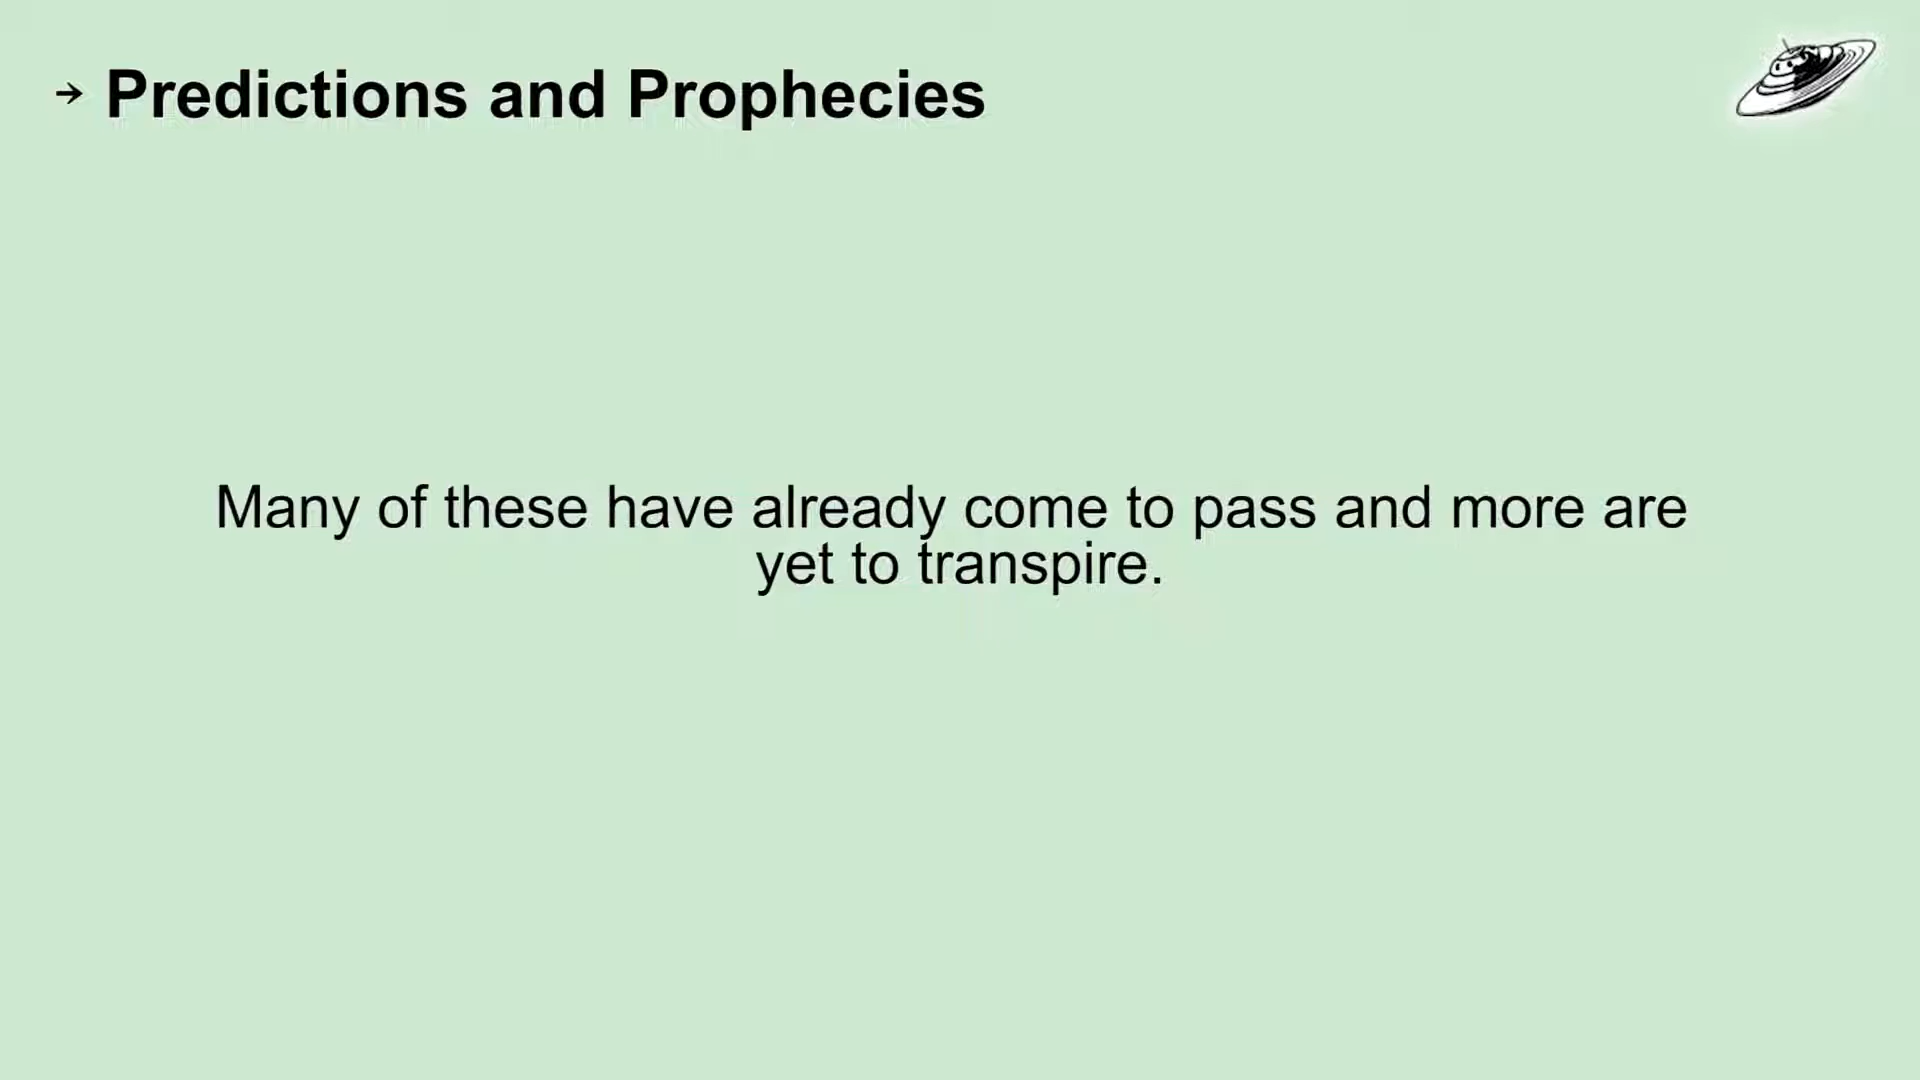 → Predictions and Prophecies
Many of these have already come to pass and more are
yet to transpire.